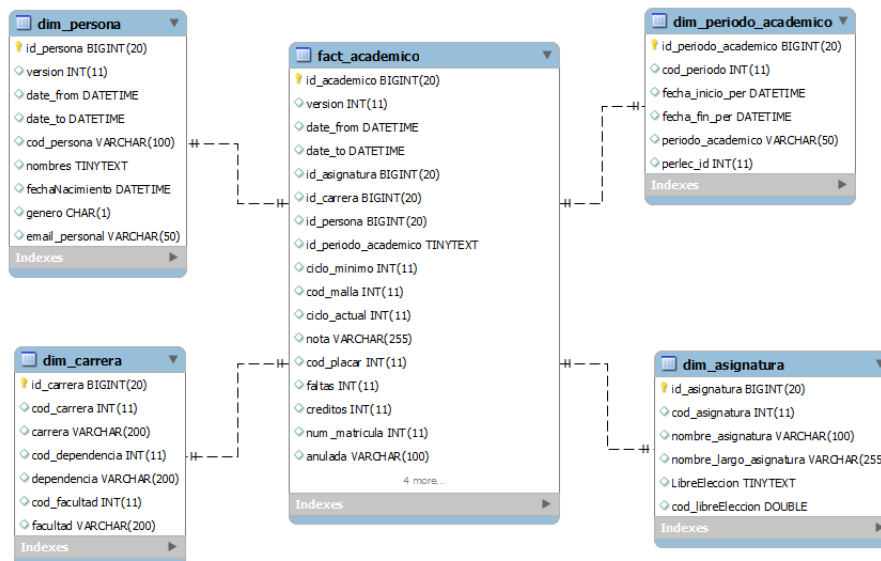 dim_persona
id_persona BIGINT(20)
version INT(11)
date_from DATETIME
date_to DATETIME
cod_persona VARCHAR(100)
nombres TINYTEXT
fechaNacimiento DATETIME
genero CHAR(1)
email_personal VARCHAR(50)
Indexes
fact_academico
id_academico BIGINT(20)
version INT(11)
date_from DATETIME
date_to DATETIME
id_asignatura BIGINT(20)
id_carrera BIGINT(20)
id_persona BIGINT(20)
id_periodo_academico TINYTEXT
ciclo_minimo INT(11)
cod_malla INT(11)
ciclo_actual INT(11)
nota VARCHAR(255)
cod_placar INT(11)
faltas INT(11)
creditos INT(11)
num_matricula INT(11)
anulada VARCHAR(100)
4 more...
Indexes
dim_periodo_academico
id_periodo_academico BIGINT(20)
cod_periodo INT(11)
fecha_inicio_per DATETIME
fecha_fin_per DATETIME
periodo_academico VARCHAR(50)
perlec_id INT(11)
Indexes
dim_carrera
id_carrera BIGINT(20)
cod_carrera INT(11)
carrera VARCHAR(200)
cod_dependencia INT(11)
dependencia VARCHAR(200)
cod_facultad INT(11)
facultad VARCHAR(200)
Indexes
dim_asignatura
id_asignatura BIGINT(20)
cod_asignatura INT(11)
nombre_asignatura VARCHAR(100)
nombre_largo_asignatura VARCHAR(255
LibreEleccion TINYTEXT
cod_libreEleccion DOUBLE
Indexes